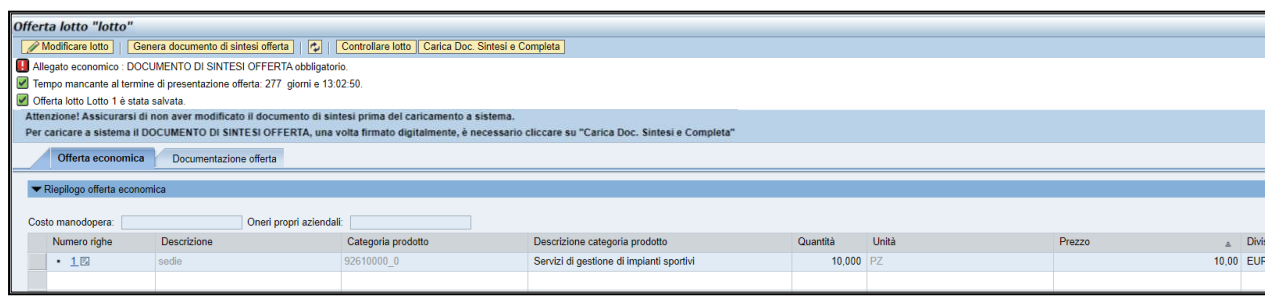 Offerta lotto "lotto"
Modificare lotto Genera documento di sintesi offerta Controllare lotto Carica Doc. Sintesi e Completa
Allegato economico : DOCUMENTO DI SINTESI OFFERTA obbligatorio.
Tempo mancante al termine di presentazione offerta: 277 giorni e 13:02:50.
Offerta lotto Lotto 1 è stata salvata.
Attenzione! Assicurarsi di non aver modificato il documento di sintesi prima del caricamento a sistema.
Per caricare a sistema il DOCUMENTO DI SINTESI OFFERTA, una volta firmato digitalmente, è necessario cliccare su "Carica Doc. Sintesi e Completa"
Offerta economica Documentazione offerta
Riepilogo offerta economica
Costo manodopera: Oneri propri aziendali:
Numero righe Descrizione Categoria prodotto Descrizione categoria prodotto Quantità Unità Prezzo Divis
• 1 sedie 92610000_0 Servizi di gestione di impianti sportivi 10,000 PZ 10,00 EUR